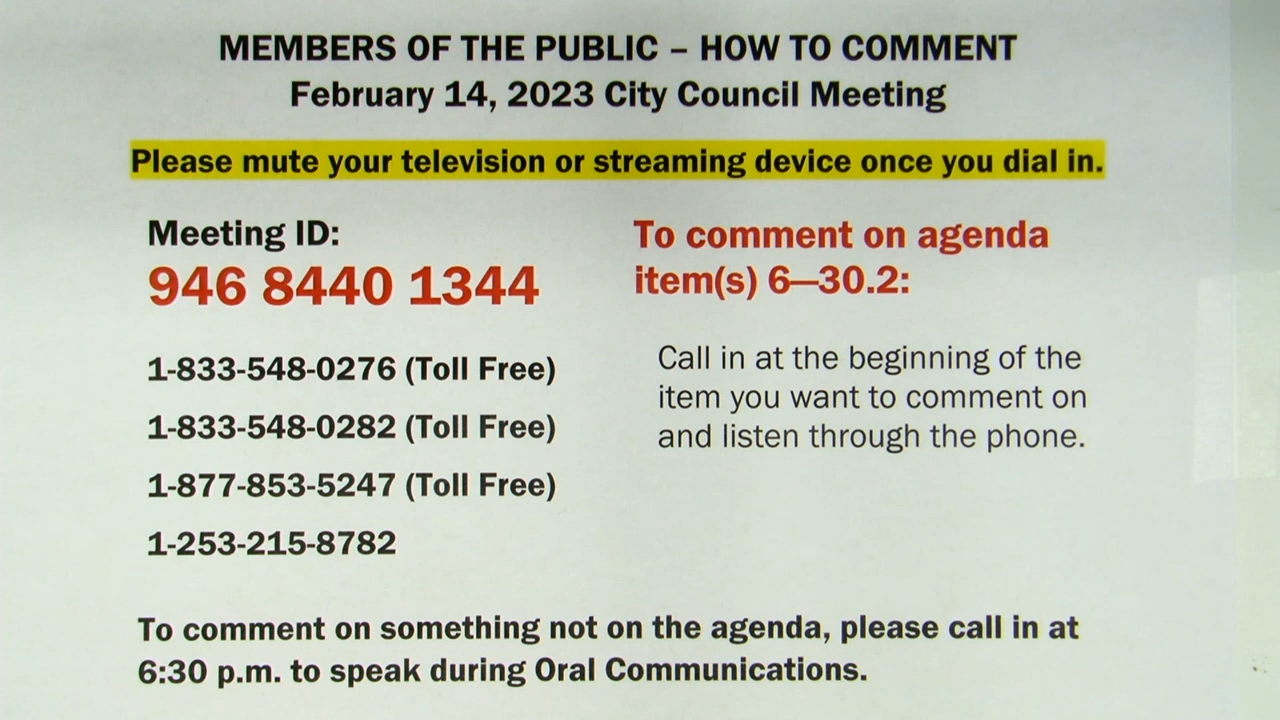 MEMBERS OF THE PUBLIC – HOW TO COMMENT
February 14, 2023 City Council Meeting
Please mute your television or streaming device once you dial in.
Meeting ID:
946 8440 1344
1-833-548-0276 (Toll Free)
1-833-548-0282 (Toll Free)
1-877-853-5247 (Toll Free)
1-253-215-8782
To comment on agenda
item(s) 6—30.2:
Call in at the beginning of the
item you want to comment on
and listen through the phone.
To comment on something not on the agenda, please call in at
6:30 p.m. to speak during Oral Communications.